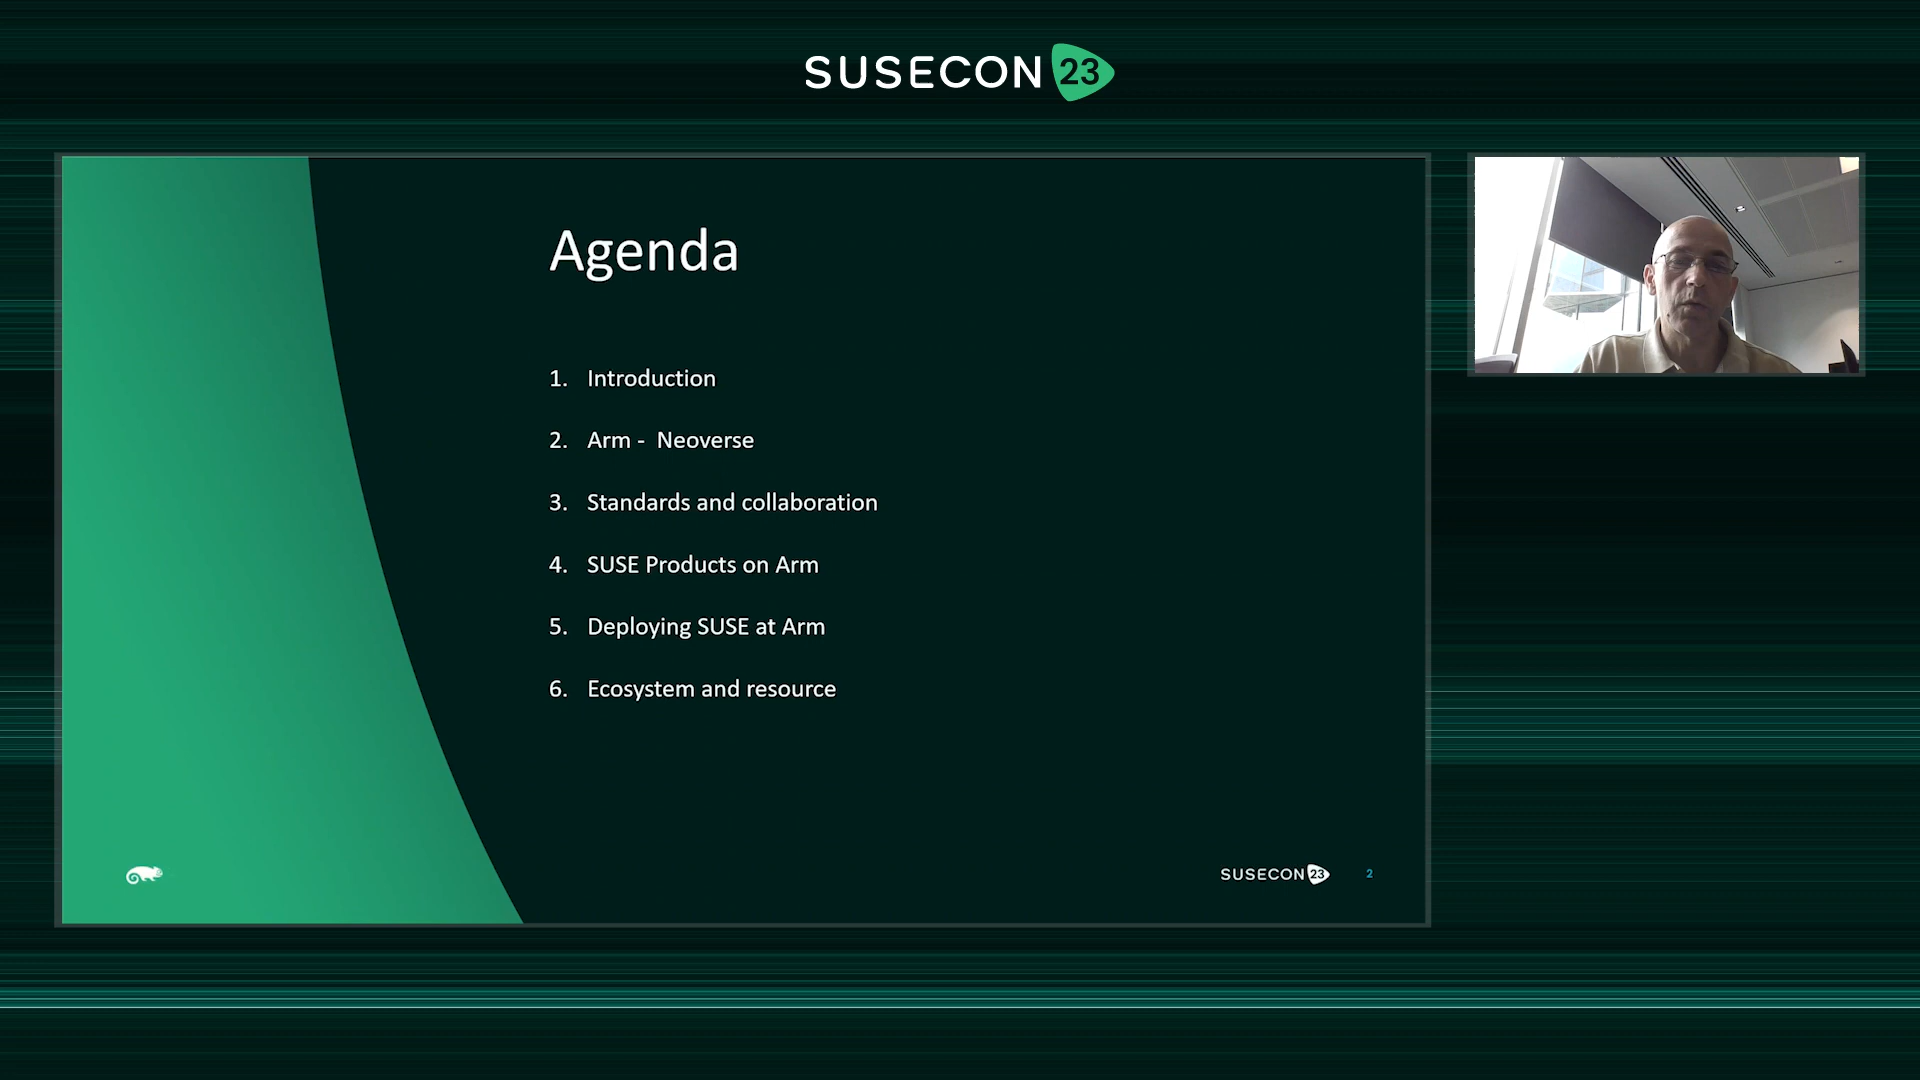 SUSECON 23
Agenda
1. Introduction
2. Arm - Neoverse
3. Standards and collaboration
4. SUSE Products on Arm
5. Deploying SUSE at Arm
6. Ecosystem and resource
SUSECON 23 2